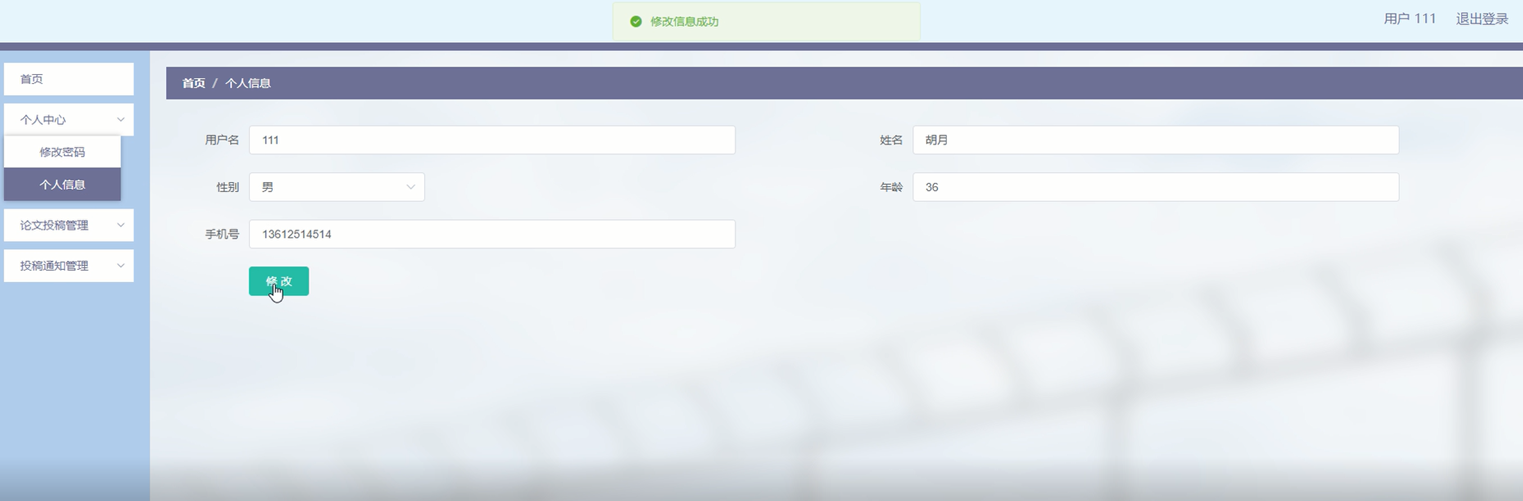 修改信息成功
用户 111 退出登录
首页
首页 / 个人信息
个人中心
修改密码
个人信息
论文投稿管理
投稿通知管理
用户名 111
姓名 胡月
性别 男
年龄 36
手机号 13612514514
修 改